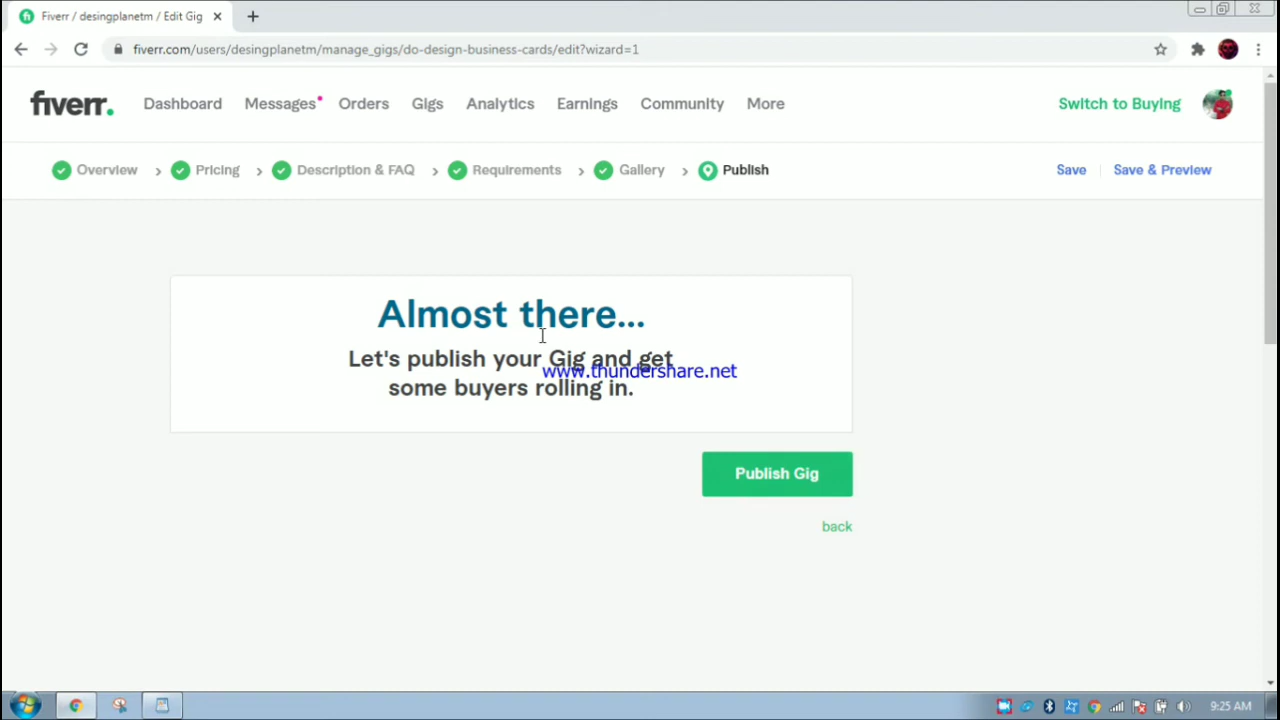 Fiverr / desingplanetm / Edit Gig
fiverr.com/users/desingplanetm/manage_gigs/do-design-business-cards/edit?wizard=1
fiverr. Dashboard Messages Orders Gigs Analytics Earnings Community More Switch to Buying
Overview Pricing Description & FAQ Requirements Gallery Publish Save Save & Preview
Almost there...
Let's publish your Gig and get
www.thundershare.net
some buyers rolling in.
Publish Gig
back
9:25 AM